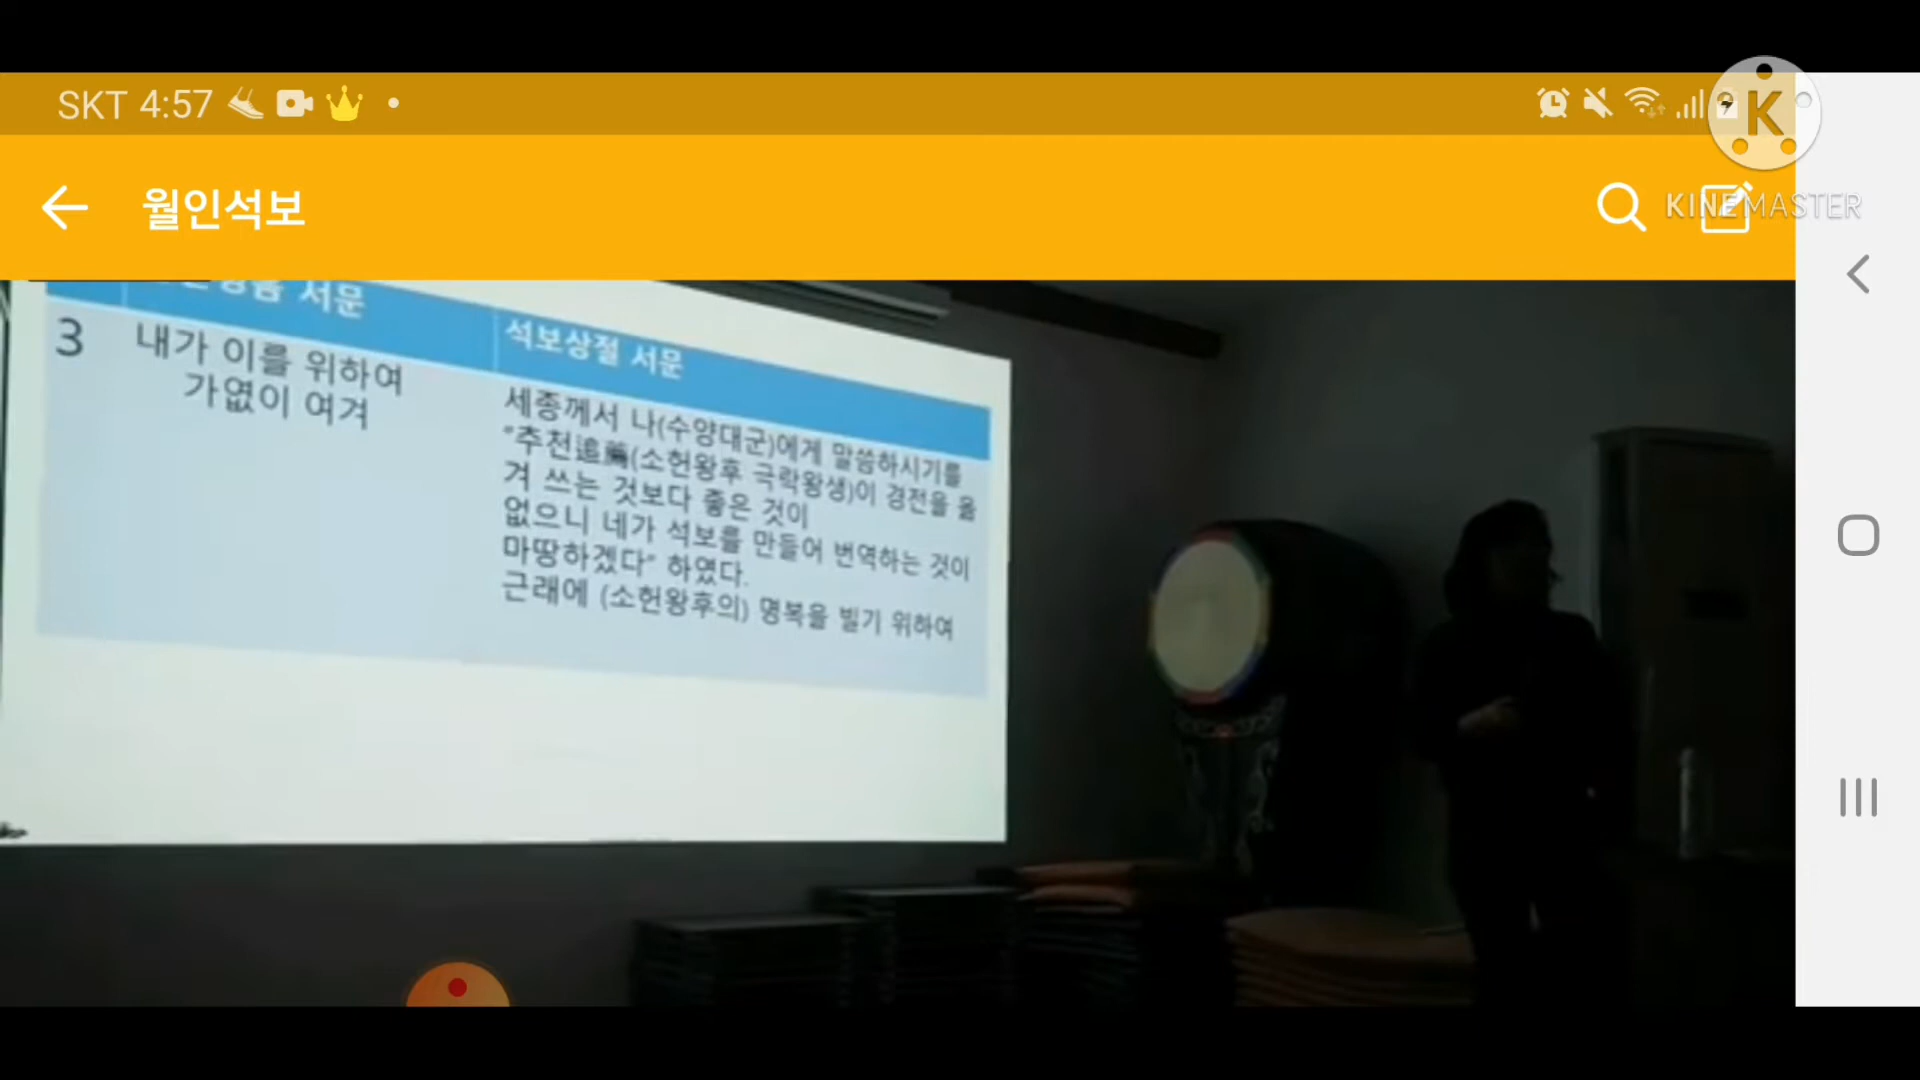 SKT 4:57
월인석보
KINEMASTER
서문
석보상절 서문
3
내가 이를 위하여
가엾이 여겨
세종께서 나(수양대군)에게 말씀하시기를
"추천追薦(소헌왕후 극락왕생)이 경전을 옮
겨 쓰는 것보다 좋은 것이
없으니 네가 석보를 만들어 번역하는 것이
마땅하겠다" 하였다.
근래에 (소헌왕후의) 명복을 빌기 위하여